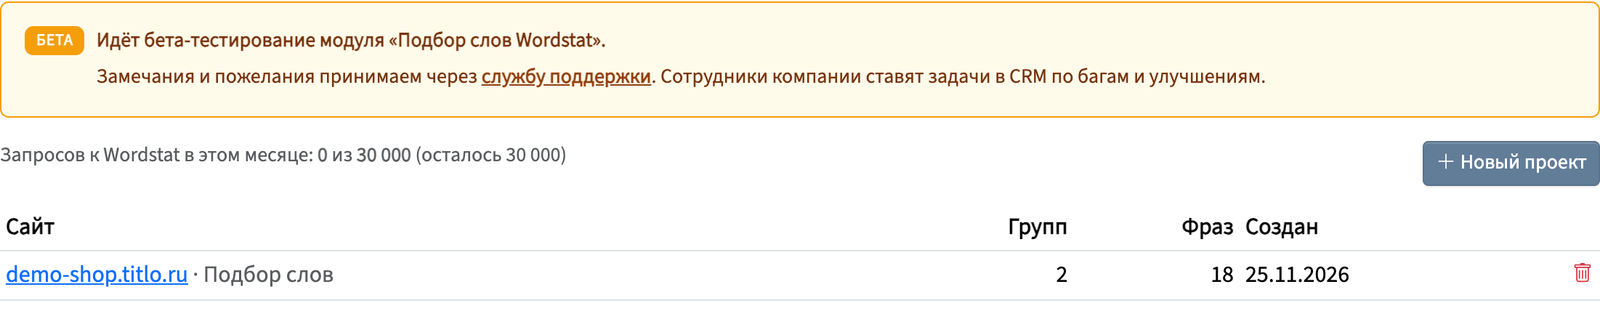 БЕТА Идёт бета-тестирование модуля «Подбор слов Wordstat».
Замечания и пожелания принимаем через службу поддержки. Сотрудники компании ставят задачи в CRM по багам и улучшениям.
Запросов к Wordstat в этом месяце: 0 из 30 000 (осталось 30 000)
+ Новый проект
Сайт Групп Фраз Создан
demo-shop.titlo.ru · Подбор слов 2 18 25.11.2026